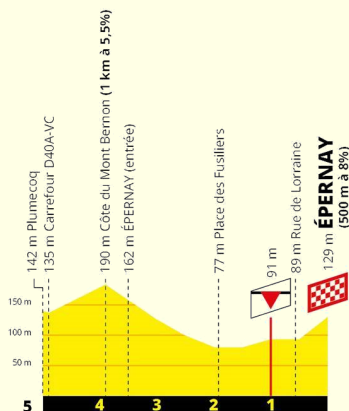 142 m Plumecoq
135 m Carrefour D40A-VC
190 m Côte du Mont Bernon (1 km à 5,5%)
162 m ÉPERNAY (entrée)
77 m Place des Fusiliers
91 m
89 m Rue de Lorraine
129 m ÉPERNAY
(500 m à 8%)
150 m
100 m
50 m
5 4 3 2 1